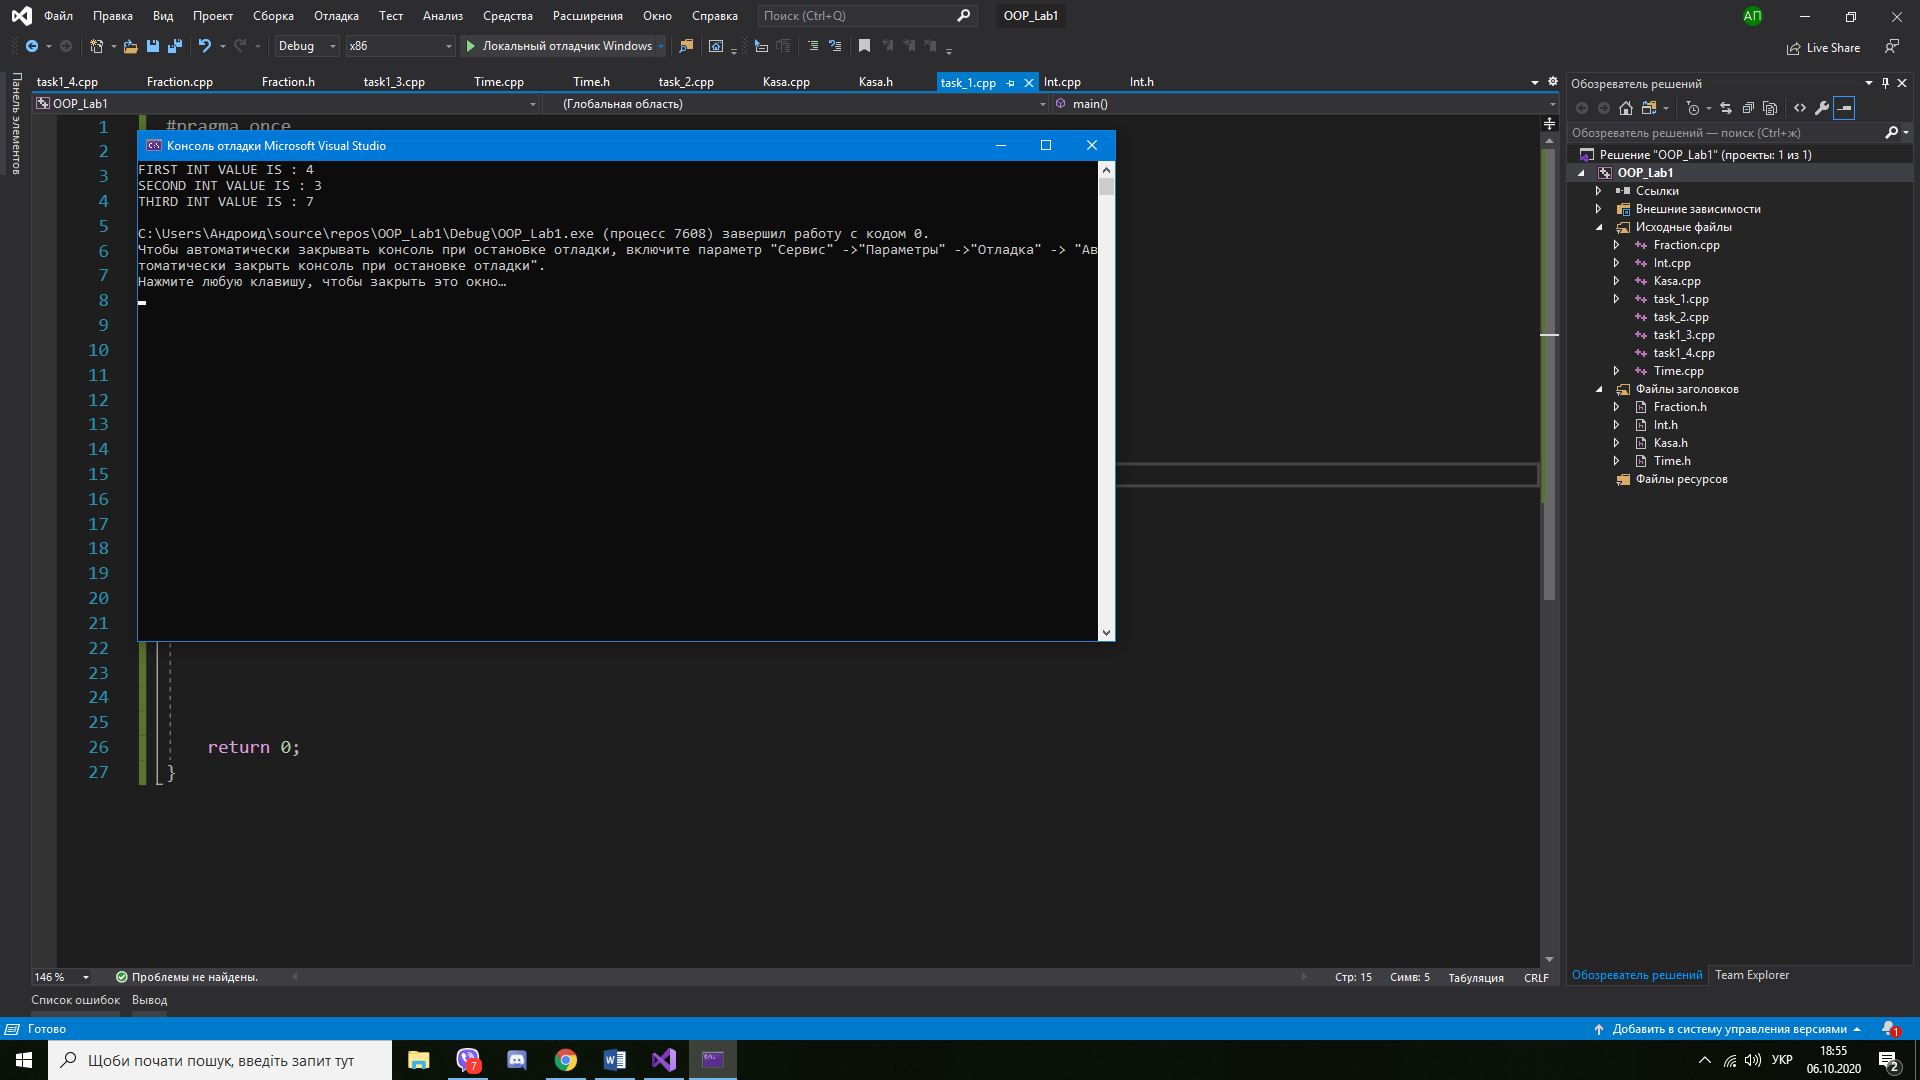 Файл Правка Вид Проект Сборка Отладка Тест Анализ Средства Расширения Окно Справка Поиск (Ctrl+Q) OOP_Lab1 АП
Debug x86 Локальный отладчик Windows Live Share
task1_4.cpp Fraction.cpp Fraction.h task1_3.cpp Time.cpp Time.h task_2.cpp Kasa.cpp Kasa.h task_1.cpp Int.cpp Int.h
OOP_Lab1 (Глобальная область) main()
Панель элементов
1 #pragma once
2
3
4
5
6
7
8
9
10
11
12
13
14
15
16
17
18
19
20
21
22
23
24
25
26 return 0;
27 }
Консоль отладки Microsoft Visual Studio
FIRST INT VALUE IS : 4
SECOND INT VALUE IS : 3
THIRD INT VALUE IS : 7
C:\Users\Андроид\source\repos\OOP_Lab1\Debug\OOP_Lab1.exe (процесс 7608) завершил работу с кодом 0.
Чтобы автоматически закрывать консоль при остановке отладки, включите параметр "Сервис" ->"Параметры" ->"Отладка" -> "Ав
томатически закрыть консоль при остановке отладки".
Нажмите любую клавишу, чтобы закрыть это окно…
Обозреватель решений
Обозреватель решений — поиск (Ctrl+ж)
Решение "OOP_Lab1" (проекты: 1 из 1)
OOP_Lab1
Ссылки
Внешние зависимости
Исходные файлы
Fraction.cpp
Int.cpp
Kasa.cpp
task_1.cpp
task_2.cpp
task1_3.cpp
task1_4.cpp
Time.cpp
Файлы заголовков
Fraction.h
Int.h
Kasa.h
Time.h
Файлы ресурсов
146 % Проблемы не найдены. Стр: 15 Симв: 5 Табуляция CRLF
Обозреватель решений Team Explorer
Список ошибок Вывод
Готово Добавить в систему управления версиями 1
Щоби почати пошук, введіть запит тут 7 УКР 18:55
06.10.2020 2